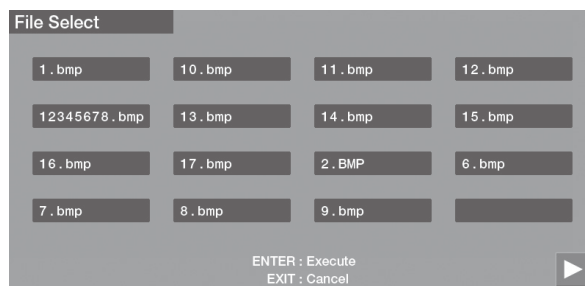 File Select
1.bmp 10.bmp 11.bmp 12.bmp
12345678.bmp 13.bmp 14.bmp 15.bmp
16.bmp 17.bmp 2.BMP 6.bmp
7.bmp 8.bmp 9.bmp
ENTER : Execute
EXIT : Cancel